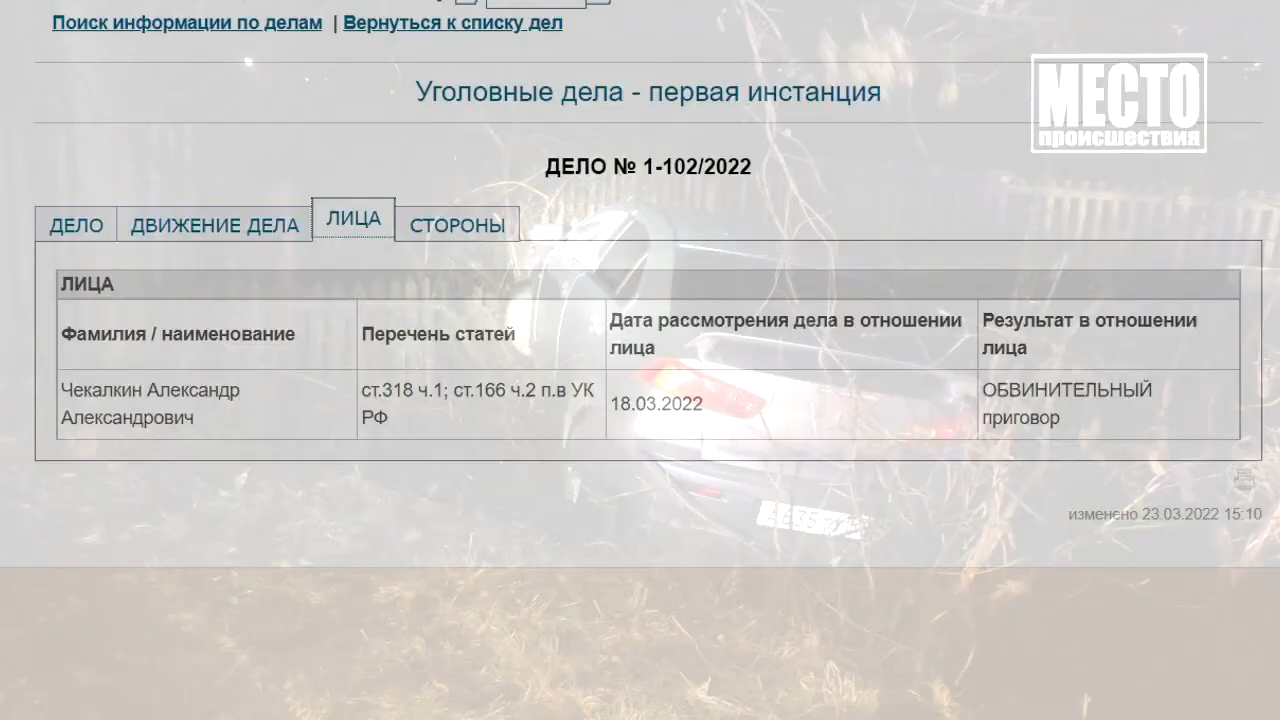 Поиск информации по делам | Вернуться к списку дел
МЕСТО
происшествия
Уголовные дела - первая инстанция
ДЕЛО № 1-102/2022
ДЕЛО ДВИЖЕНИЕ ДЕЛА ЛИЦА СТОРОНЫ
ЛИЦА
Фамилия / наименование
Перечень статей
Дата рассмотрения дела в отношении
лица
Результат в отношении
лица
Чекалкин Александр
Александрович
ст.318 ч.1; ст.166 ч.2 п.в УК
РФ
18.03.2022
ОБВИНИТЕЛЬНЫЙ
приговор
изменено 23.03.2022 15:10